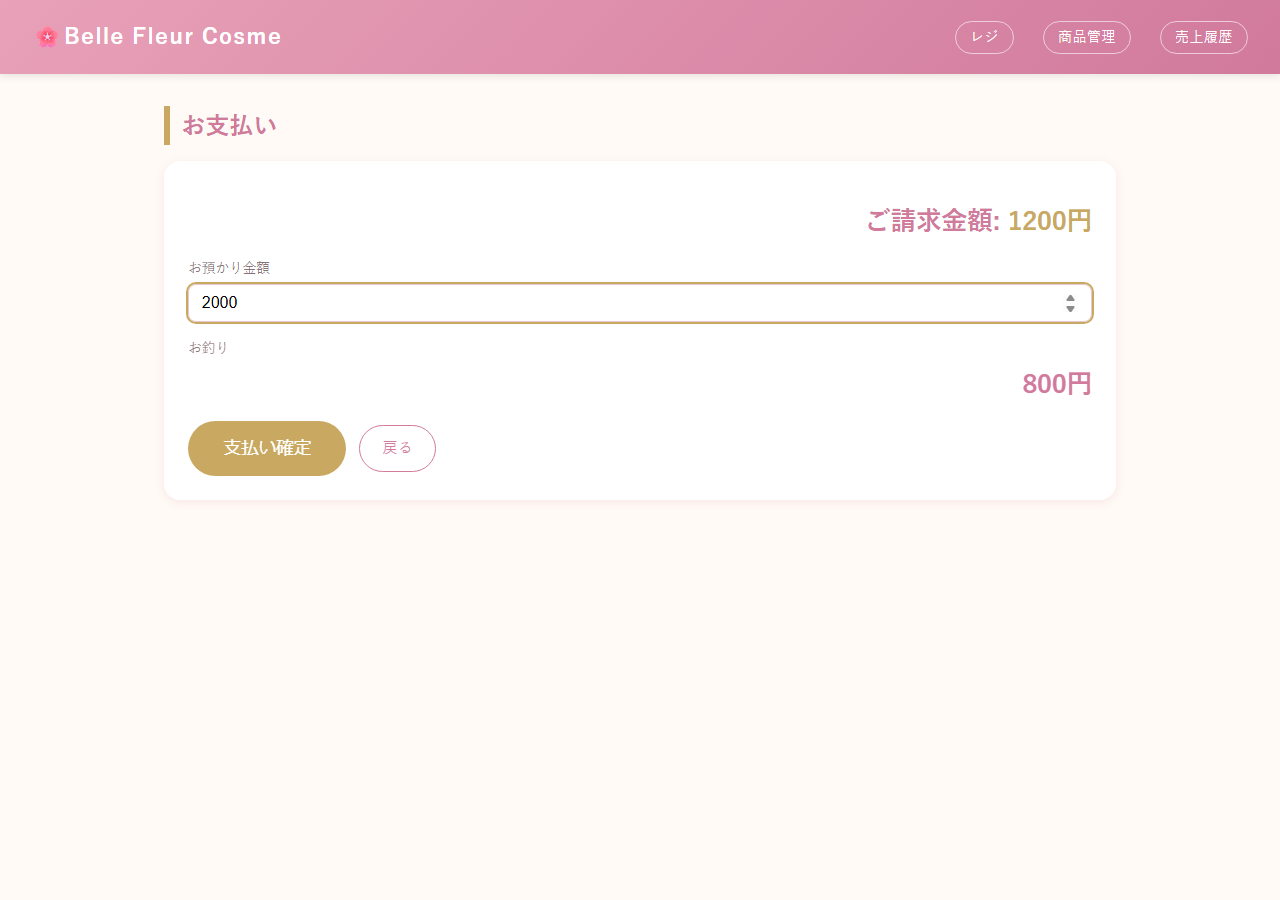 🌸 Belle Fleur Cosme
レジ 商品管理 売上履歴
お支払い
ご請求金額: 1200円
お預かり金額
2000
お釣り
800円
支払い確定 戻る